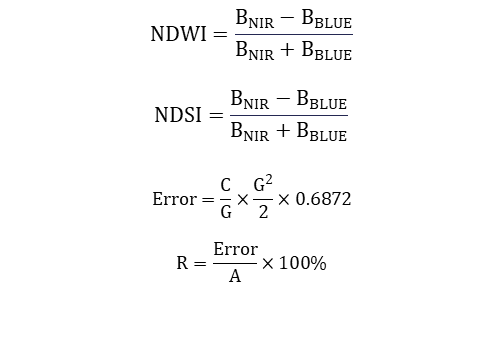 NDWI = (B_NIR − B_BLUE) / (B_NIR + B_BLUE)
NDSI = (B_NIR − B_BLUE) / (B_NIR + B_BLUE)
Error = C/G × G²/2 × 0.6872
R = Error/A × 100%